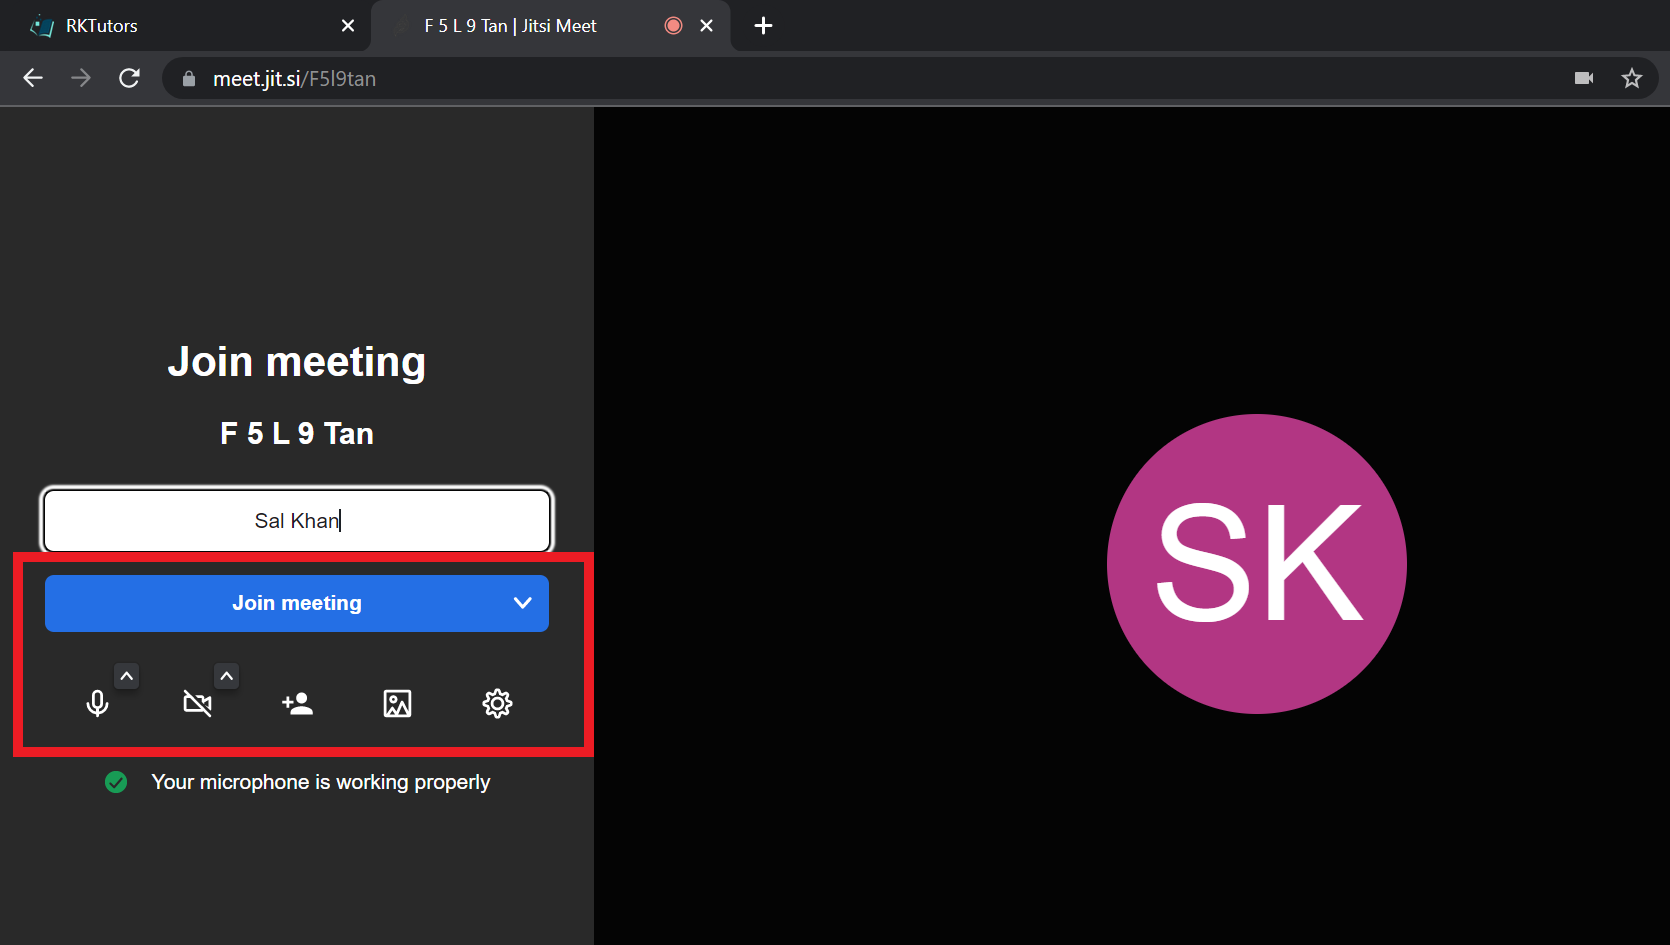 RKTutors
F 5 L 9 Tan | Jitsi Meet
meet.jit.si/F5l9tan
Join meeting
F 5 L 9 Tan
Sal Khan
Join meeting
Your microphone is working properly
SK